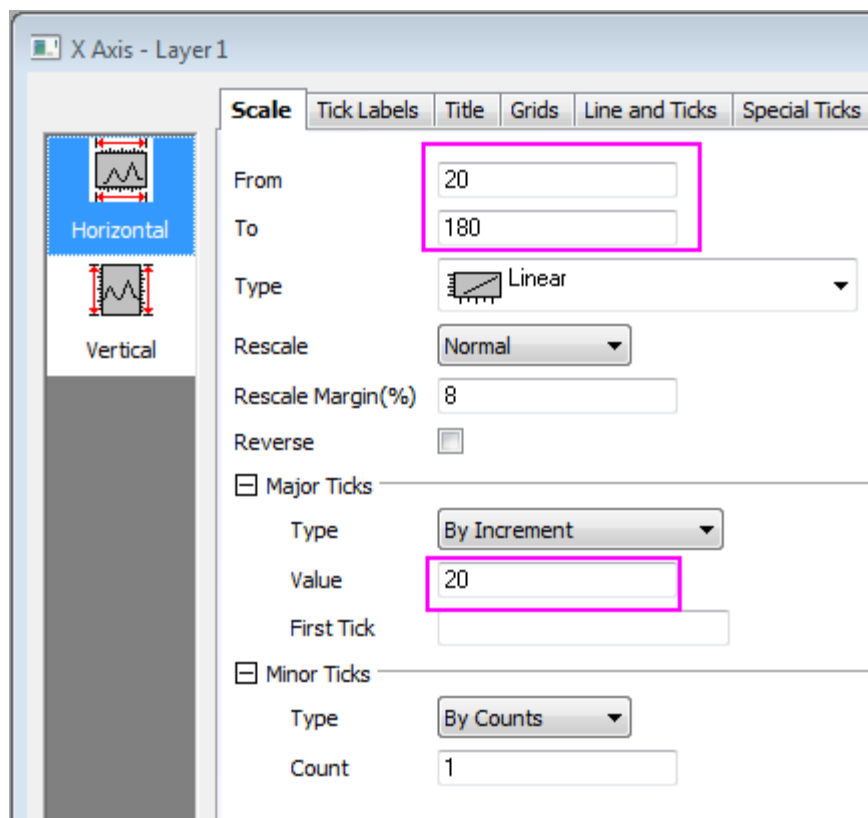 X Axis - Layer 1
Scale Tick Labels Title Grids Line and Ticks Special Ticks
Horizontal
Vertical
From 20
To 180
Type Linear
Rescale Normal
Rescale Margin(%) 8
Reverse
Major Ticks
Type By Increment
Value 20
First Tick
Minor Ticks
Type By Counts
Count 1